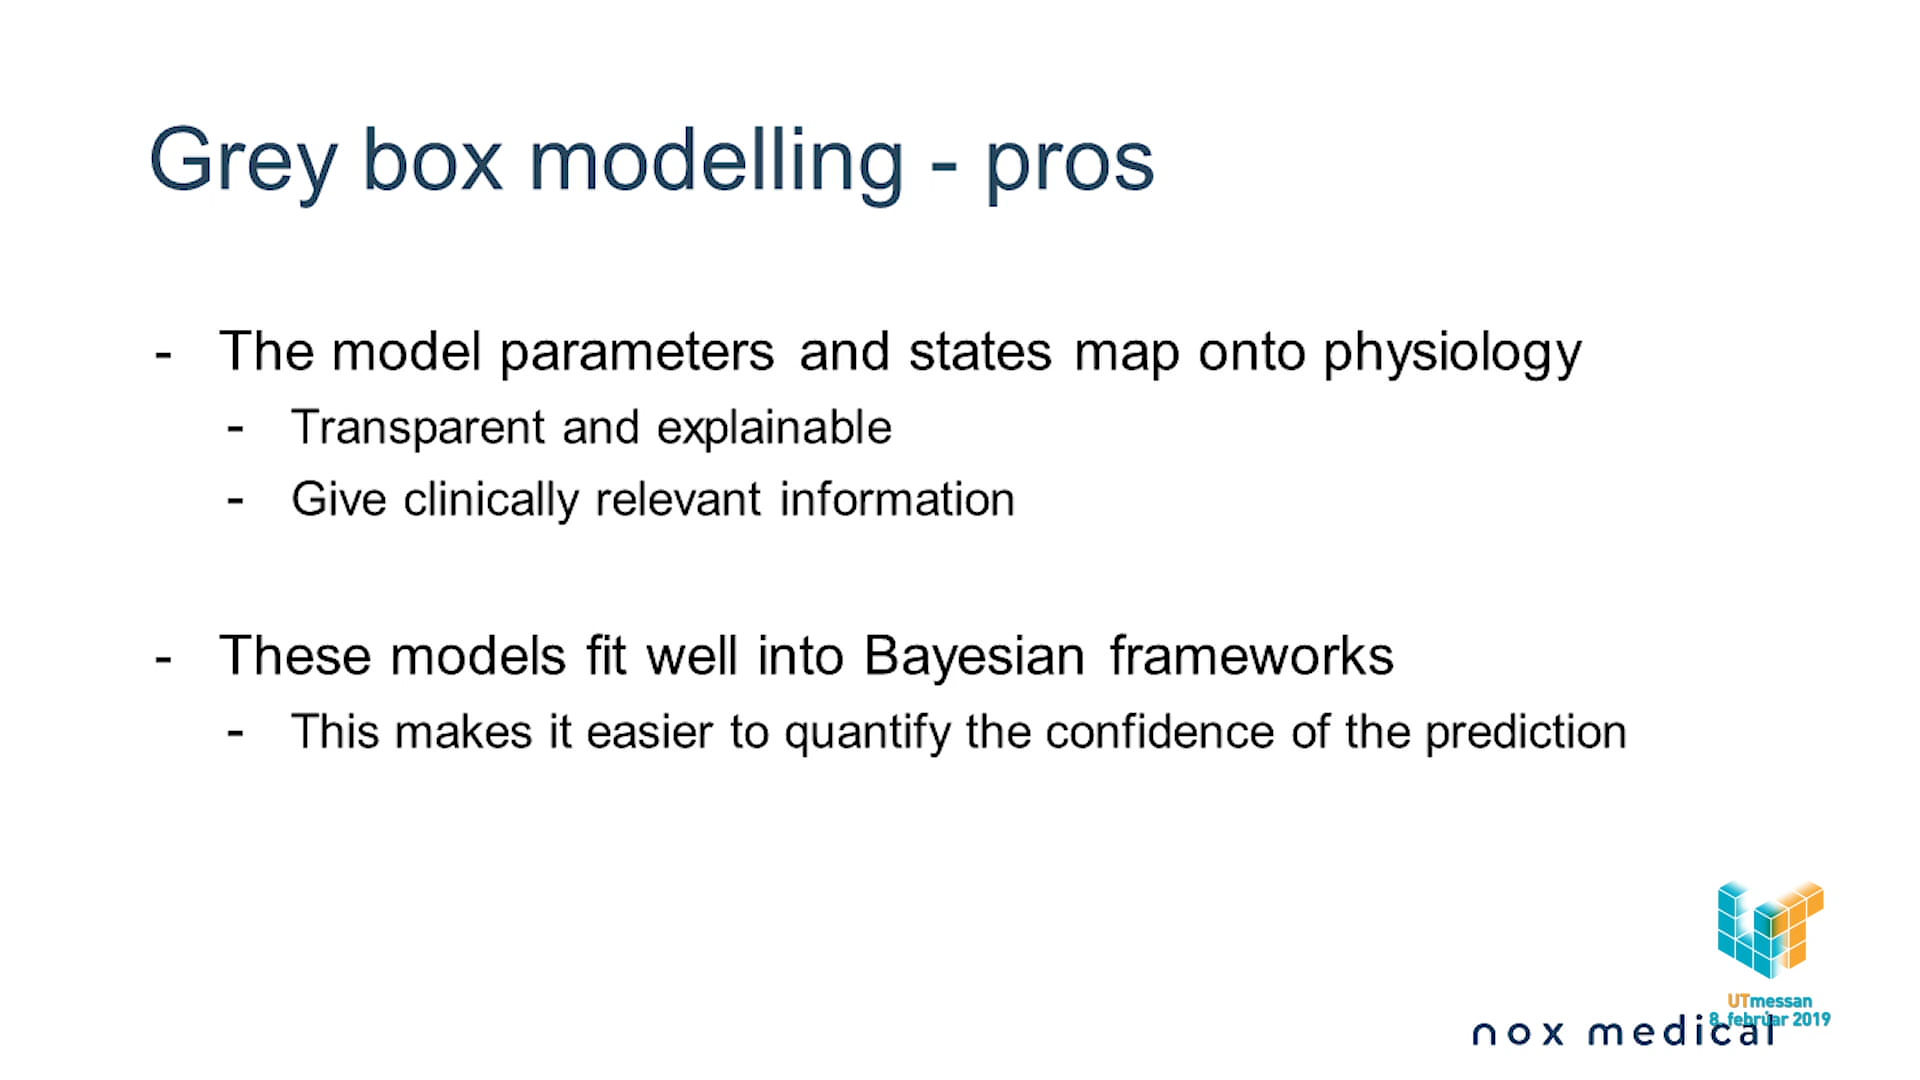 Grey box modelling - pros
- The model parameters and states map onto physiology
- Transparent and explainable
- Give clinically relevant information
- These models fit well into Bayesian frameworks
- This makes it easier to quantify the confidence of the prediction
UTmessan
8. febrúar 2019
nox medical